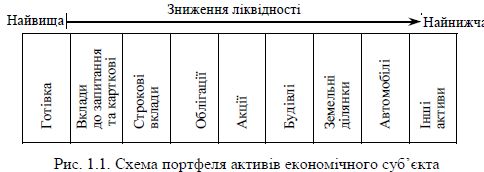 Зниження ліквідності
Найвища
Найнижча
Готівка
Вклади
до запитання
та карткові
Строкові
вклади
Облігації
Акції
Будівлі
Земельні
ділянки
Автомобілі
Інші
активи
Рис. 1.1. Схема портфеля активів економічного суб’єкта